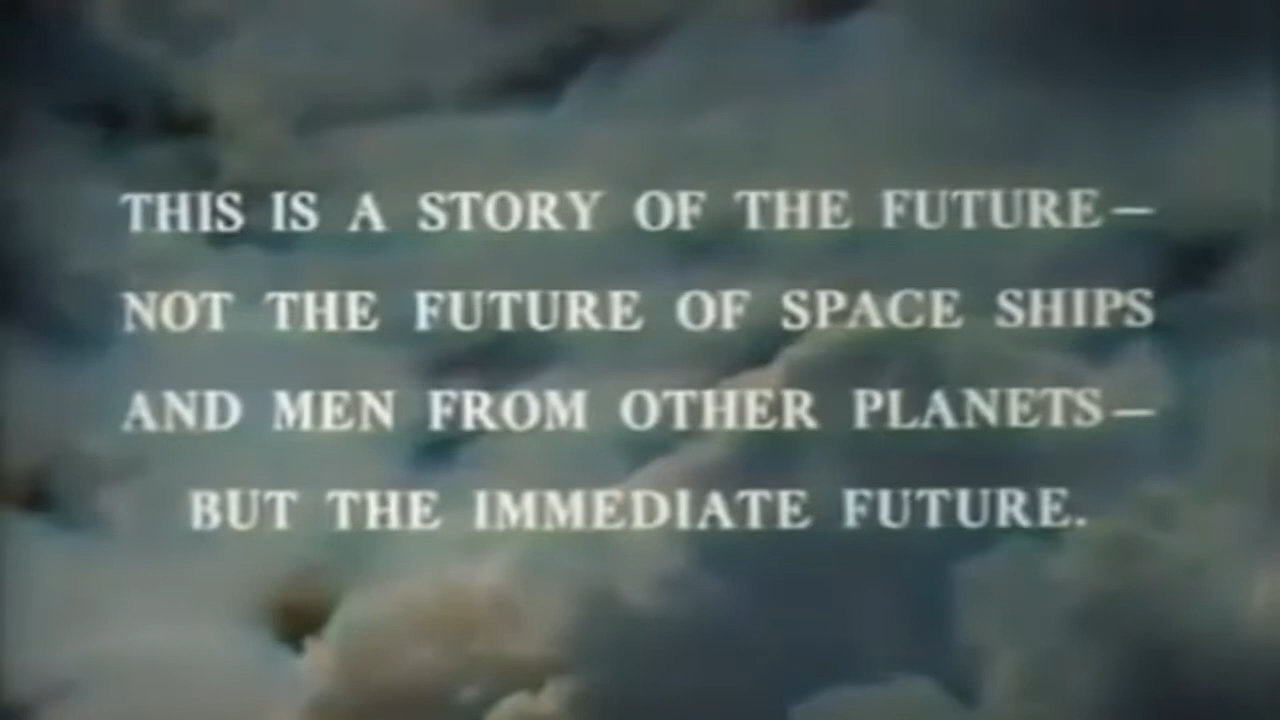 THIS IS A STORY OF THE FUTURE—
NOT THE FUTURE OF SPACE SHIPS
AND MEN FROM OTHER PLANETS—
BUT THE IMMEDIATE FUTURE.